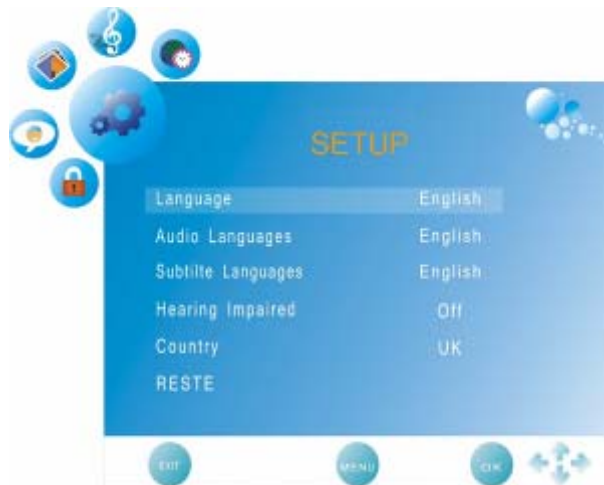 SETUP
Language English
Audio Languages English
Subtilte Languages English
Hearing Impaired Off
Country UK
RESTE
EXIT MENU OK